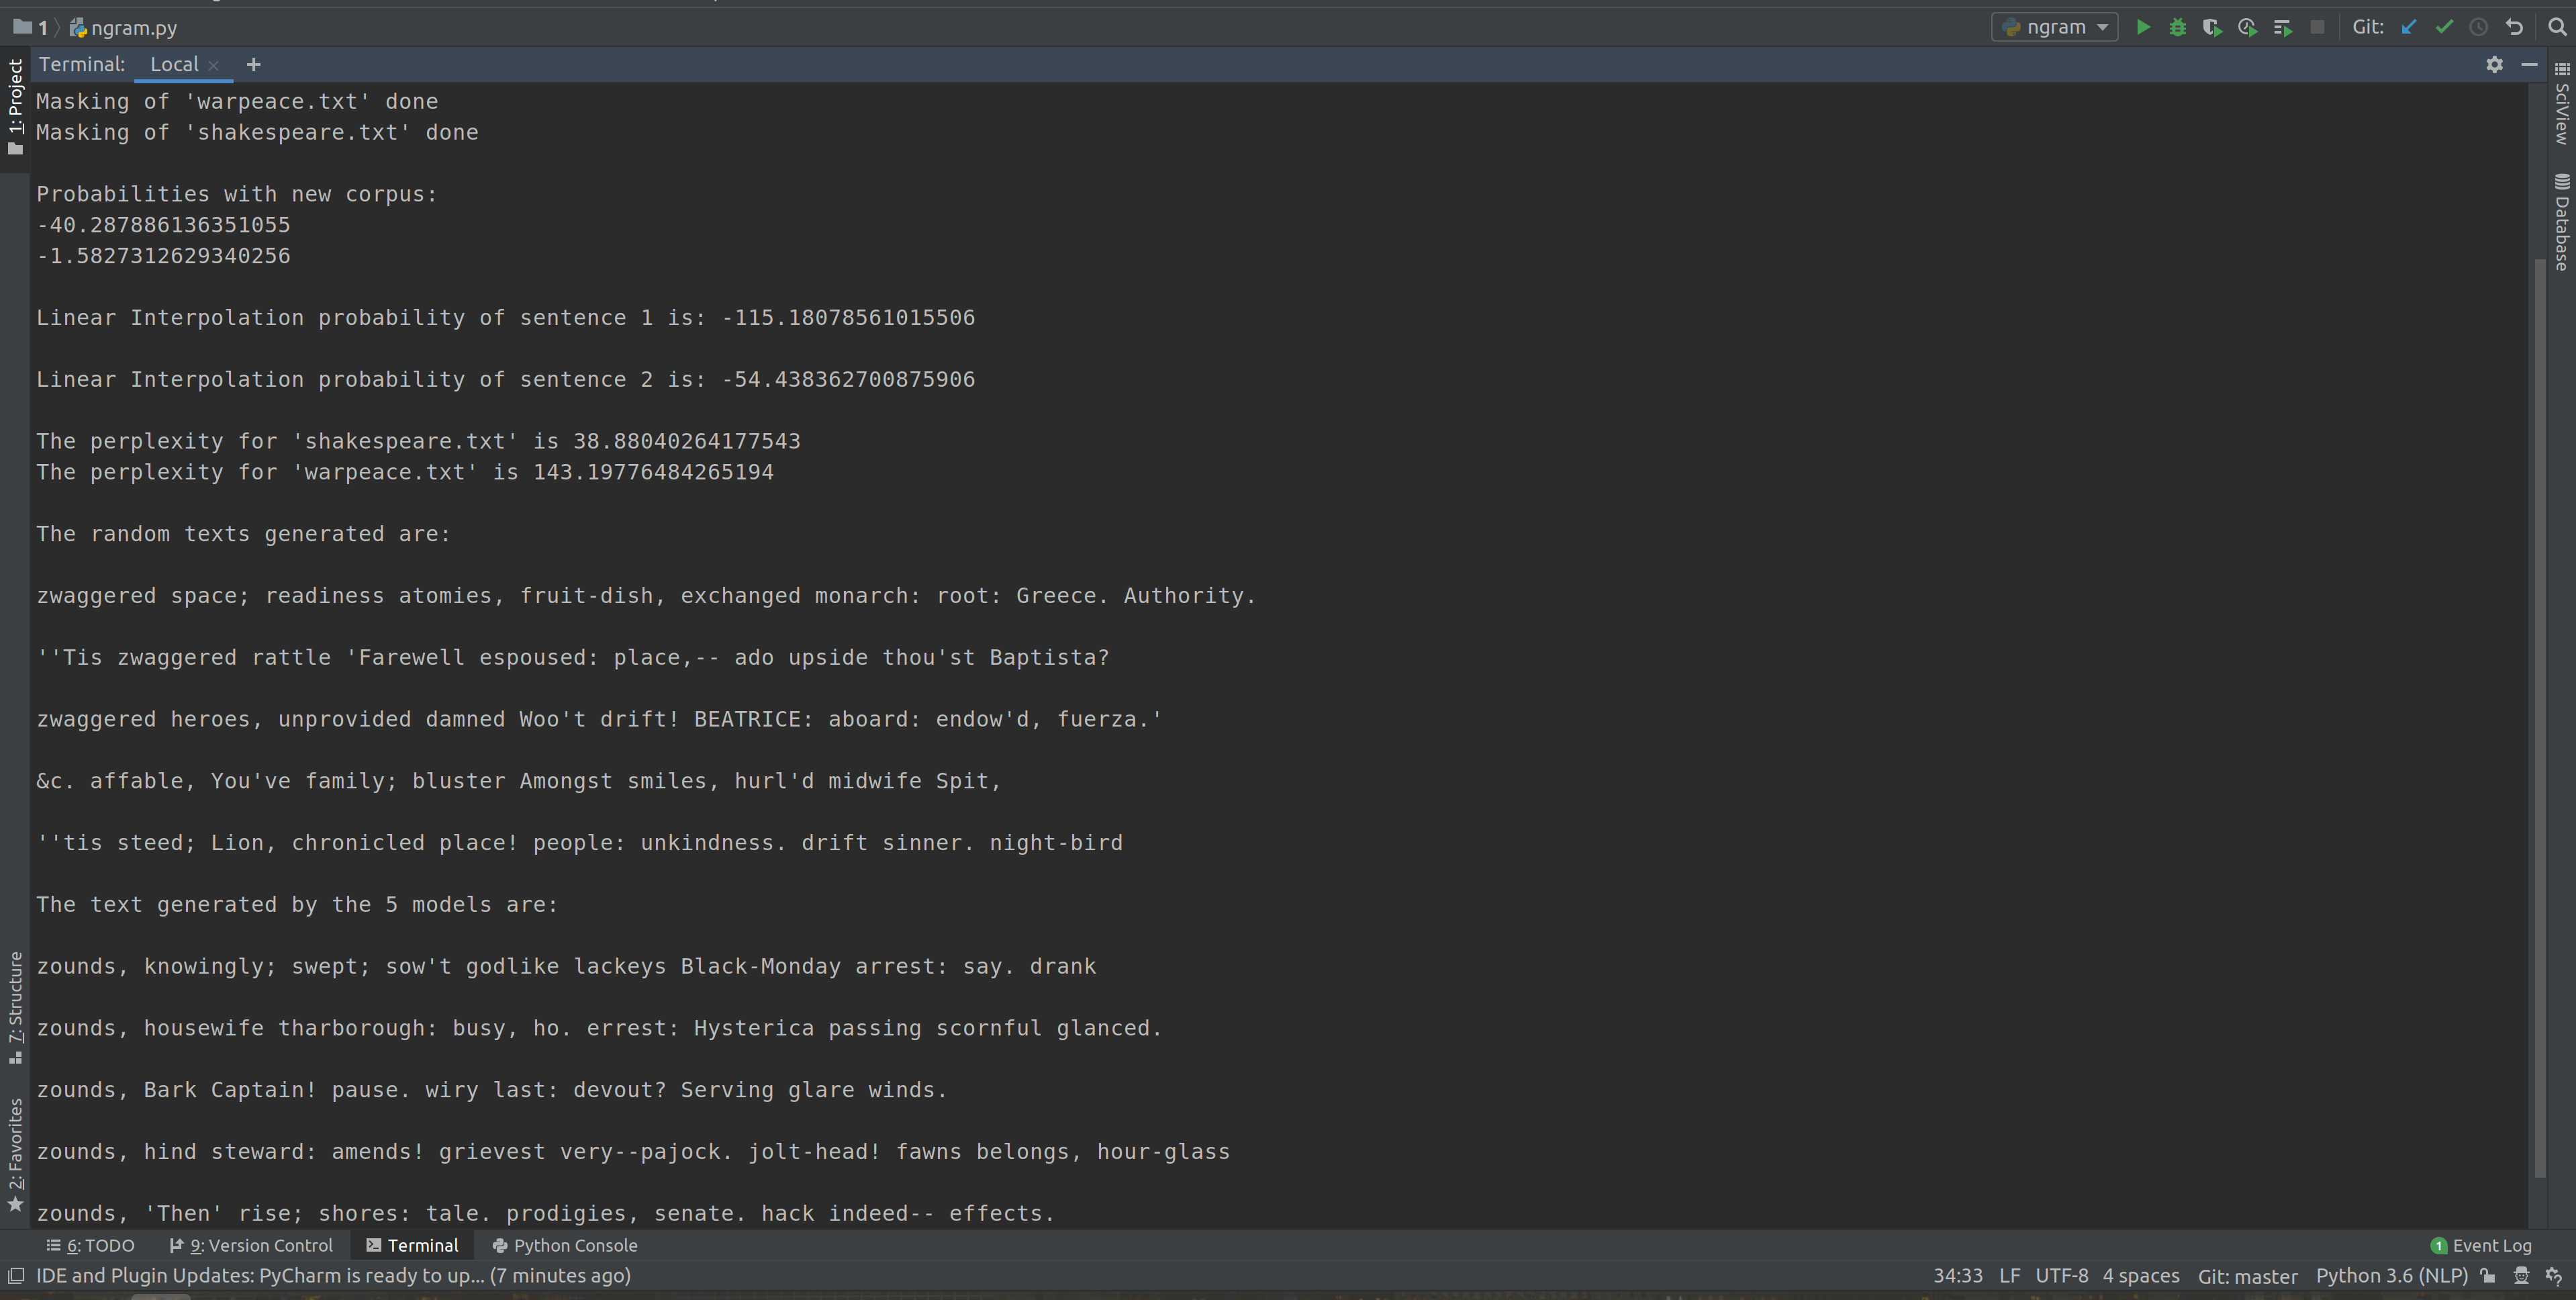 1 ngram.py
ngram Git:
Terminal: Local +
Masking of 'warpeace.txt' done
Masking of 'shakespeare.txt' done
Probabilities with new corpus:
-40.287886136351055
-1.5827312629340256
Linear Interpolation probability of sentence 1 is: -115.18078561015506
Linear Interpolation probability of sentence 2 is: -54.438362700875906
The perplexity for 'shakespeare.txt' is 38.88040264177543
The perplexity for 'warpeace.txt' is 143.19776484265194
The random texts generated are:
zwaggered space; readiness atomies, fruit-dish, exchanged monarch: root: Greece. Authority.
''Tis zwaggered rattle 'Farewell espoused: place,-- ado upside thou'st Baptista?
zwaggered heroes, unprovided damned Woo't drift! BEATRICE: aboard: endow'd, fuerza.'
&c. affable, You've family; bluster Amongst smiles, hurl'd midwife Spit,
''tis steed; Lion, chronicled place! people: unkindness. drift sinner. night-bird
The text generated by the 5 models are:
zounds, knowingly; swept; sow't godlike lackeys Black-Monday arrest: say. drank
zounds, housewife tharborough: busy, ho. errest: Hysterica passing scornful glanced.
zounds, Bark Captain! pause. wiry last: devout? Serving glare winds.
zounds, hind steward: amends! grievest very--pajock. jolt-head! fawns belongs, hour-glass
zounds, 'Then' rise; shores: tale. prodigies, senate. hack indeed-- effects.
1: Project
7: Structure
2: Favorites
SciView
Database
6: TODO 9: Version Control Terminal Python Console 1 Event Log
IDE and Plugin Updates: PyCharm is ready to up... (7 minutes ago) 34:33 LF UTF-8 4 spaces Git: master Python 3.6 (NLP)